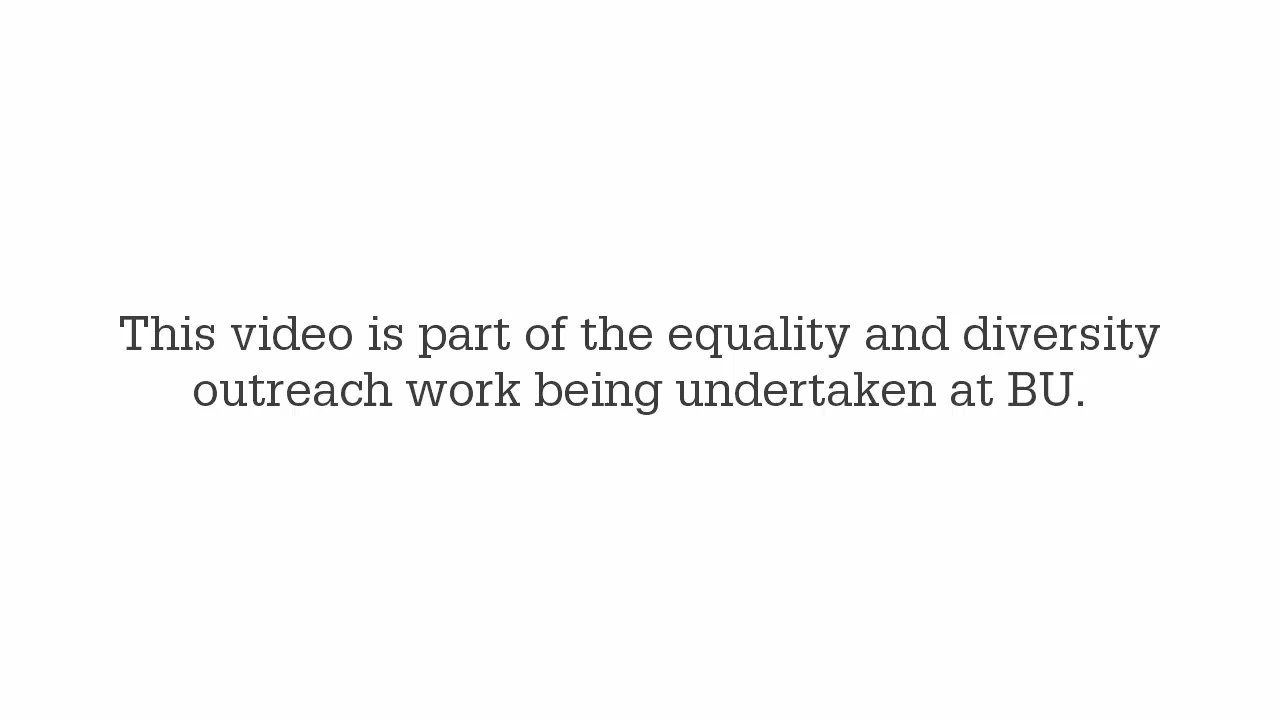 This video is part of the equality and diversity
outreach work being undertaken at BU.